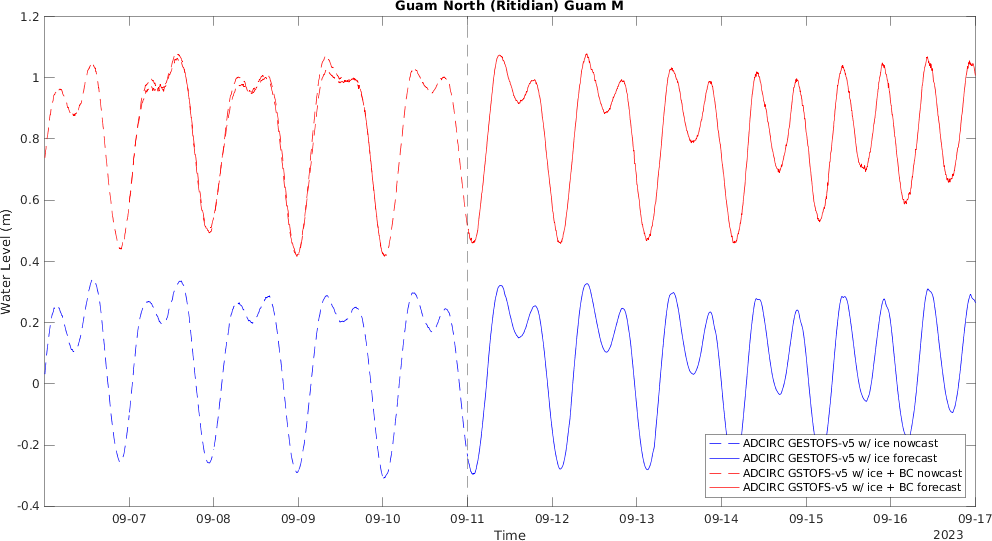 Guam North (Ritidian) Guam M
1.2
1
0.8
0.6
0.4
0.2
0
-0.2
-0.4
Water Level (m)
ADCIRC GESTOFS-v5 w/ ice nowcast
ADCIRC GESTOFS-v5 w/ ice forecast
ADCIRC GSTOFS-v5 w/ ice + BC nowcast
ADCIRC GSTOFS-v5 w/ ice + BC forecast
09-07 09-08 09-09 09-10 09-11 09-12 09-13 09-14 09-15 09-16 09-17
Time
2023